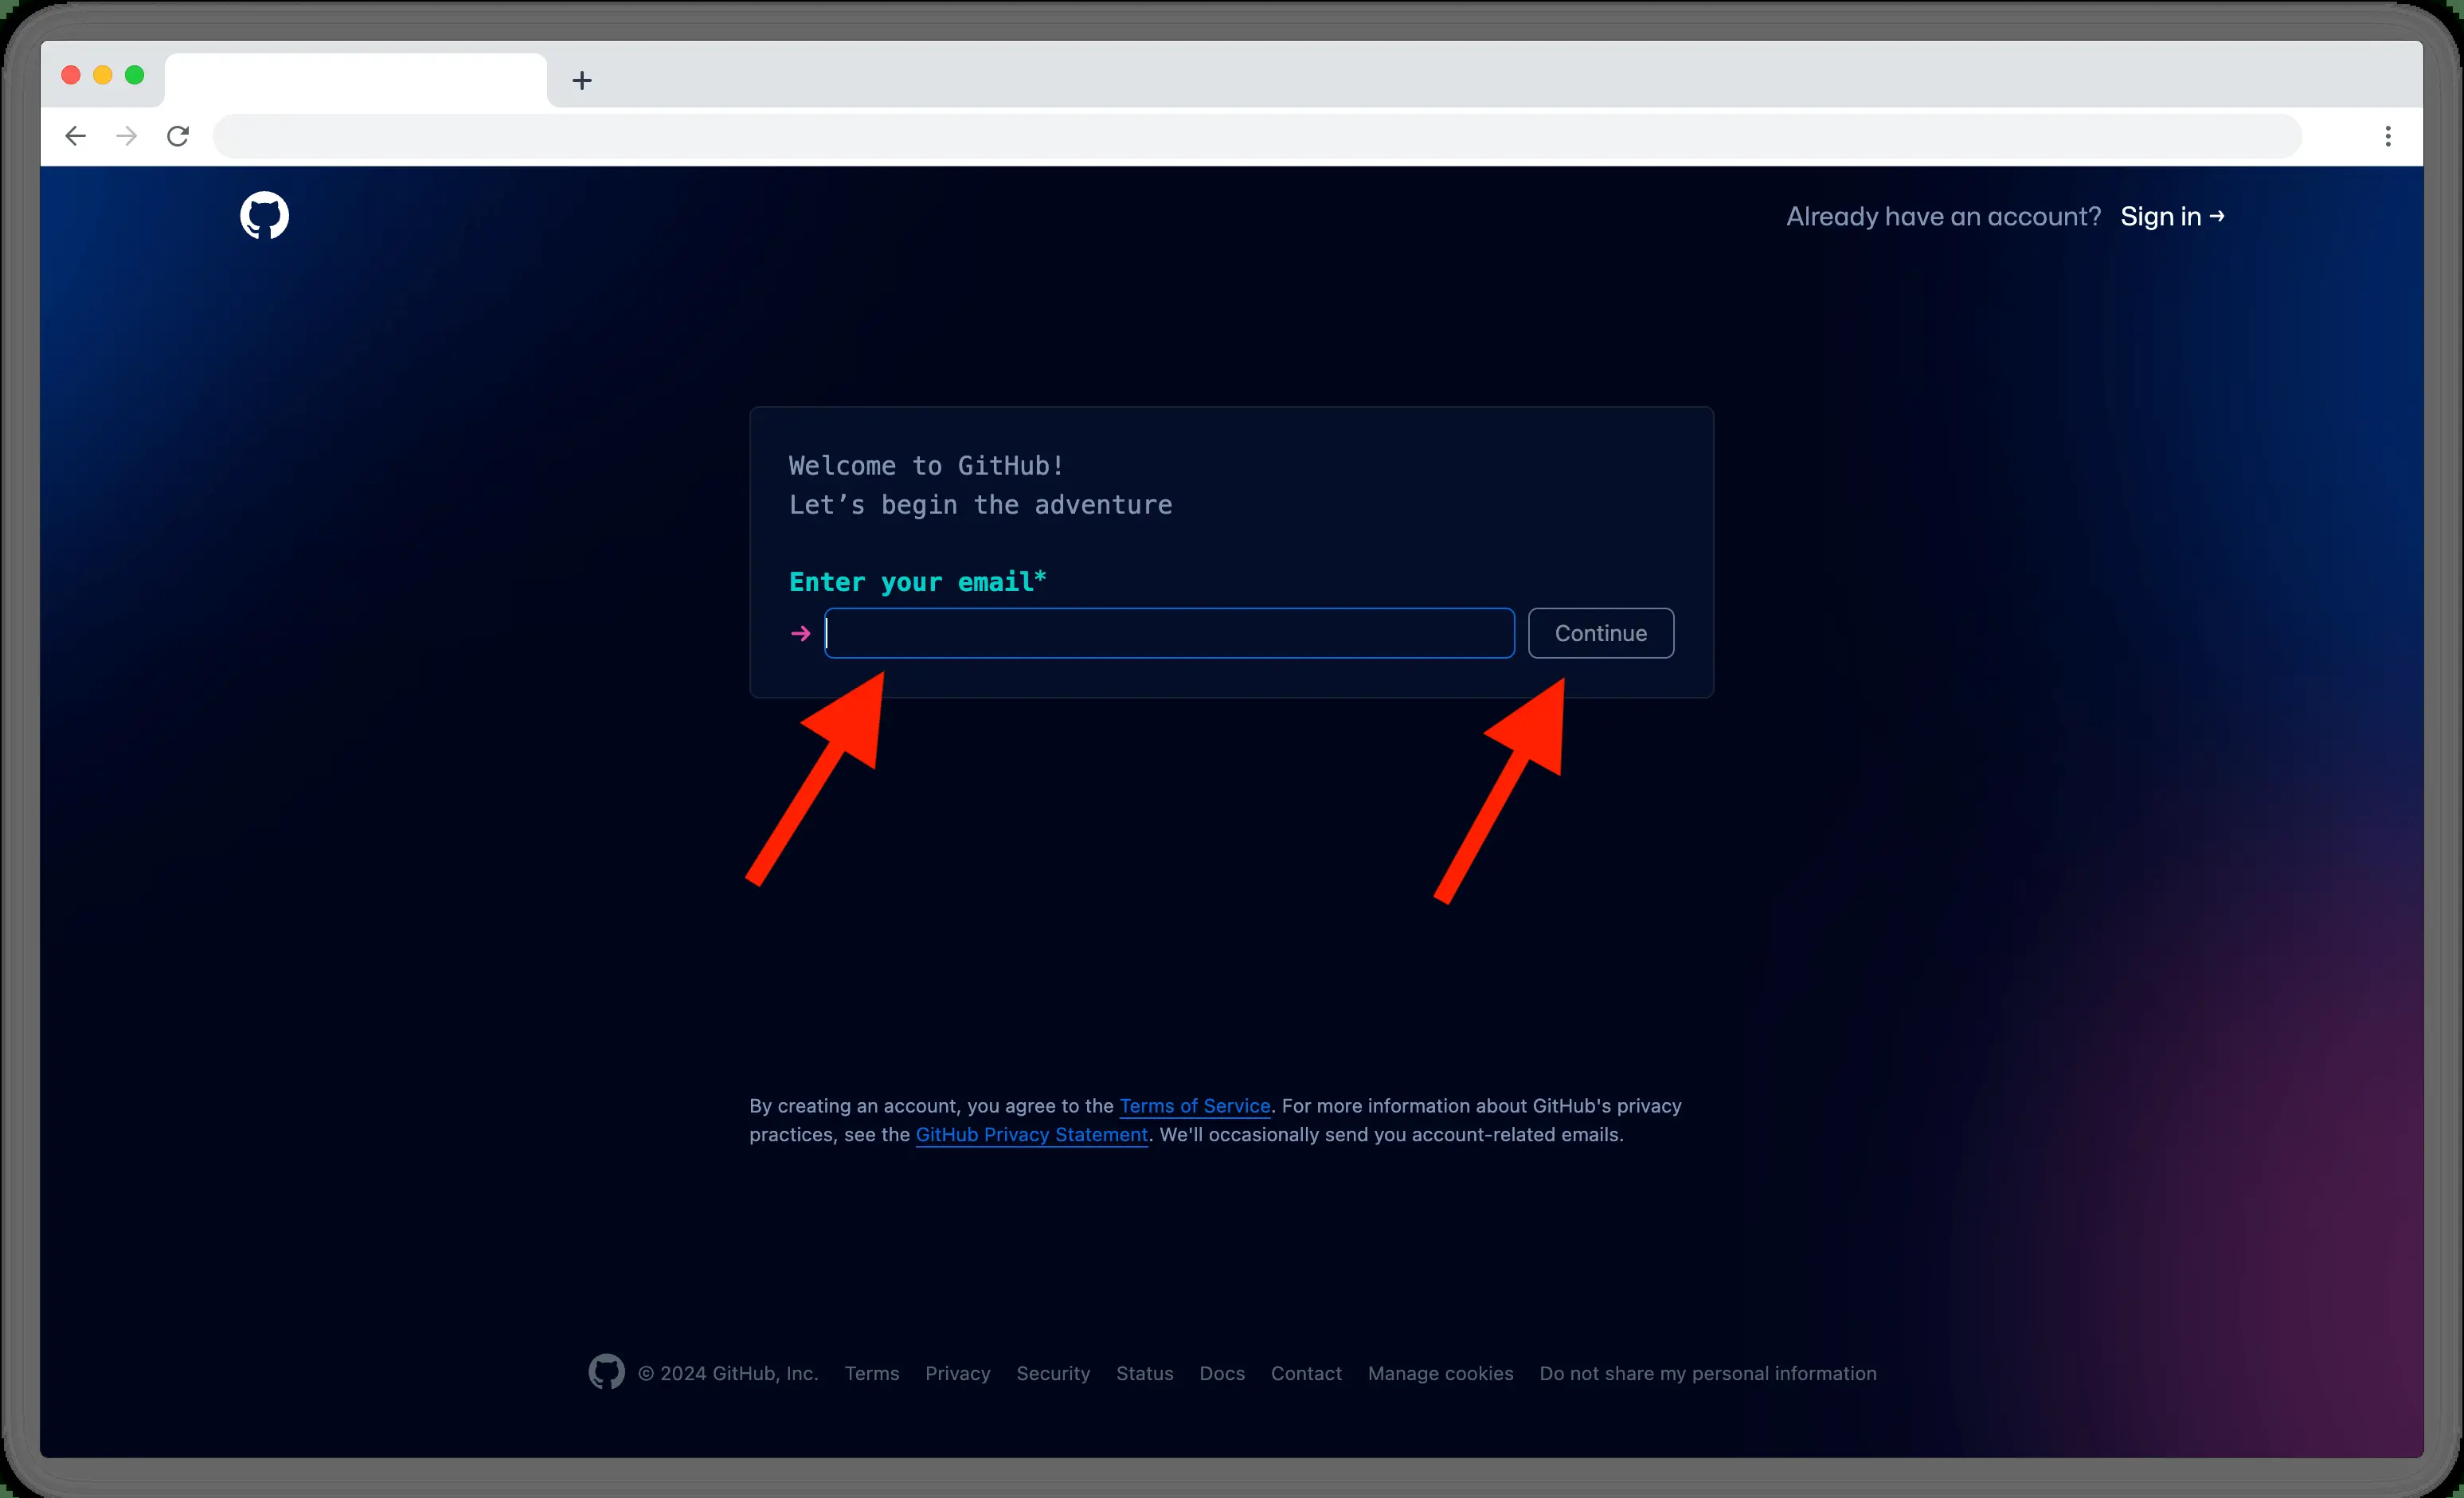 Already have an account? Sign in →
Welcome to GitHub!
Let’s begin the adventure
Enter your email*
→ Continue
By creating an account, you agree to the Terms of Service. For more information about GitHub's privacy
practices, see the GitHub Privacy Statement. We'll occasionally send you account-related emails.
© 2024 GitHub, Inc. Terms Privacy Security Status Docs Contact Manage cookies Do not share my personal information